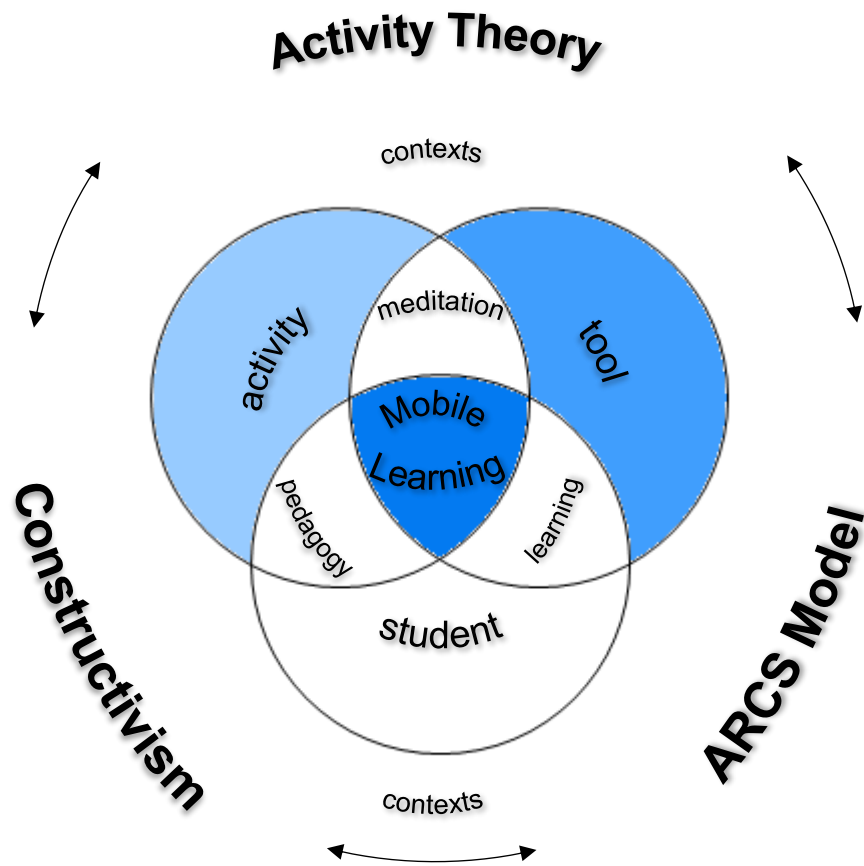 Activity Theory
contexts
meditation
activity
tool
Mobile
Learning
pedagogy
learning
student
Constructivism
ARCS Model
contexts